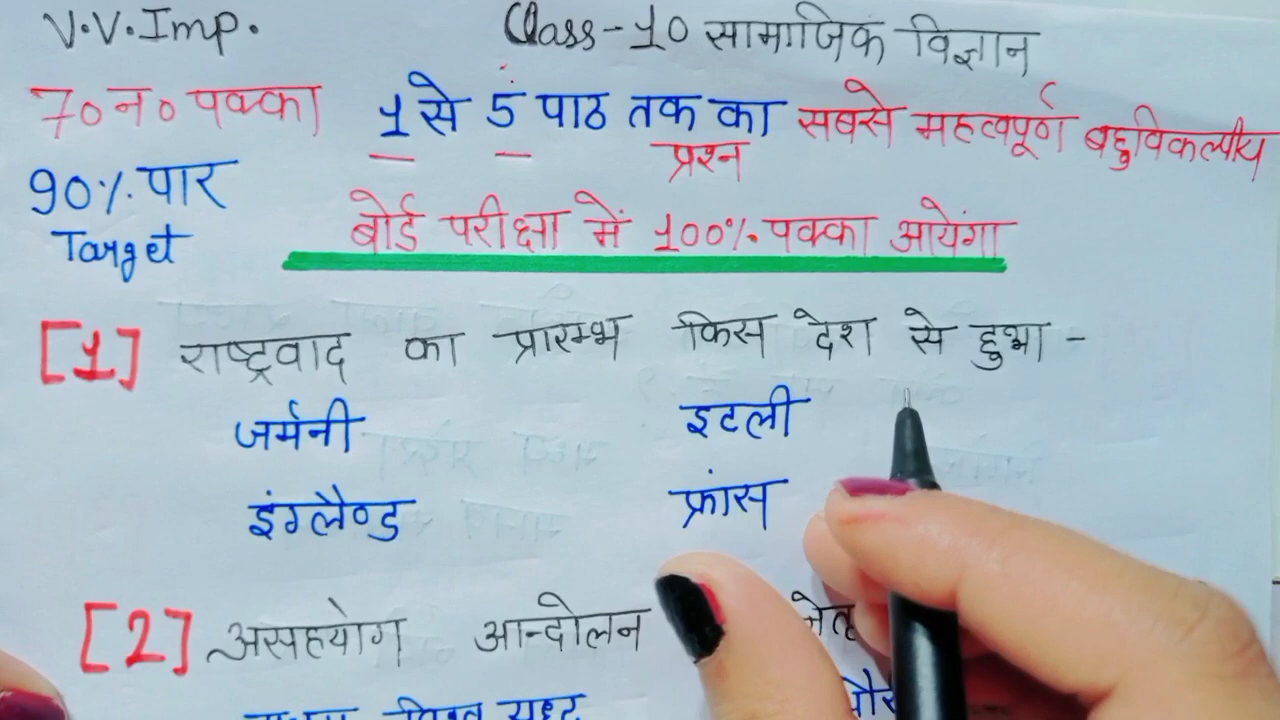 V.V.Imp. Class-10 सामाजिक विज्ञान
70 न० पक्का 1 से 5 पाठ तक का सबसे महत्वपूर्ण बहुविकल्पीय
प्रश्न
90% पार
Target
बोर्ड परीक्षा में 100% पक्का आयेंगा
[1] राष्ट्रवाद का प्रारम्भ किस देश से हुआ -
जर्मनी इटली
इंग्लैण्ड फ्रांस
[2] असहयोग आन्दोलन